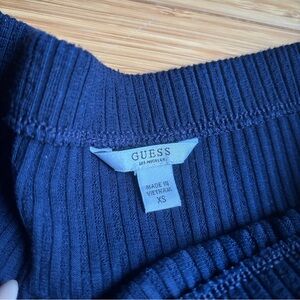 GUESS
LOS ANGELES
MADE IN
VIETNAM
XS